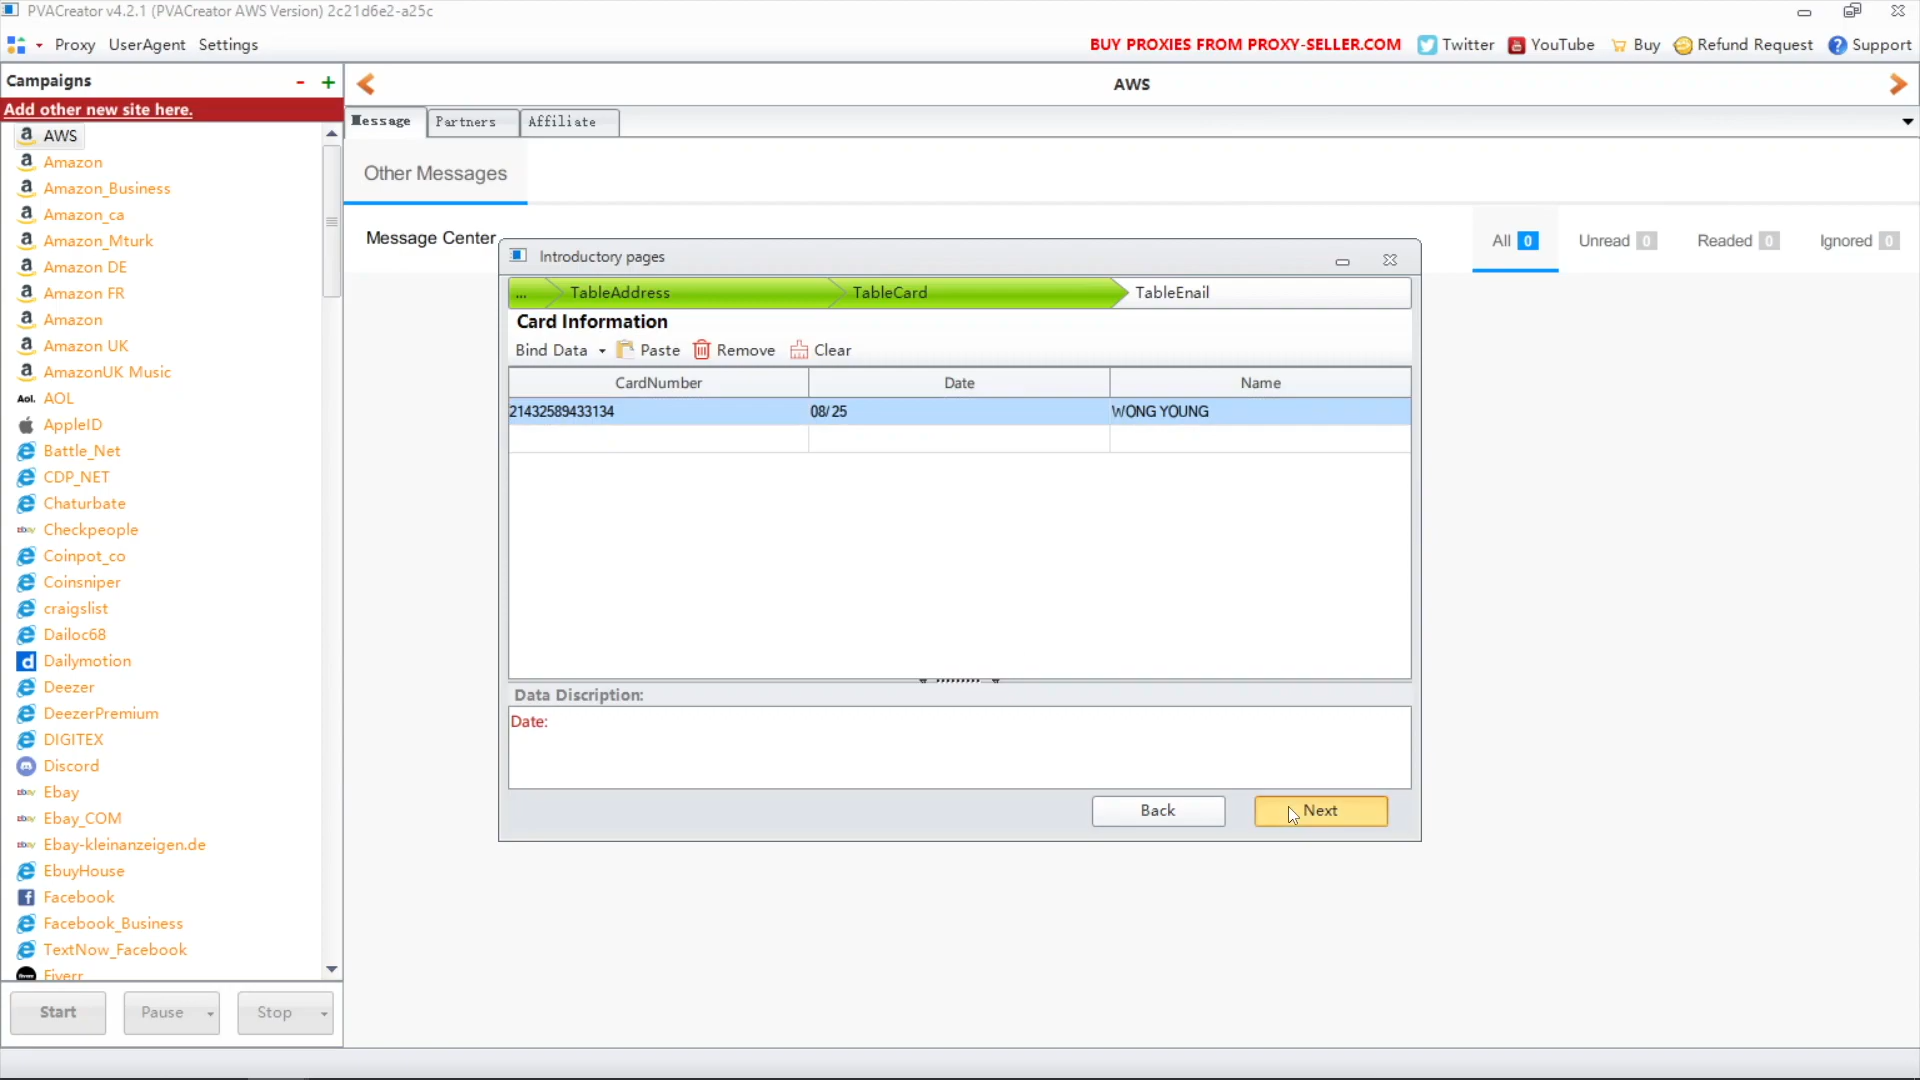 PVACreator v4.2.1 (PVACreator AWS Version) 2c21d6e2-a25c
Proxy UserAgent Settings
BUY PROXIES FROM PROXY-SELLER.COM Twitter YouTube Buy Refund Request Support
Campaigns - +
AWS
Add other new site here.
Message Partners Affiliate
AWS
Amazon
Amazon_Business
Amazon_ca
Amazon_Mturk
Amazon DE
Amazon FR
Amazon
Amazon UK
AmazonUK Music
Aol. AOL
AppleID
Battle_Net
CDP_NET
Chaturbate
Checkpeople
Coinpot_co
Coinsniper
craigslist
Dailoc68
Dailymotion
Deezer
DeezerPremium
DIGITEX
Discord
ebay Ebay
ebay Ebay_COM
ebay Ebay-kleinanzeigen.de
EbuyHouse
Facebook
Facebook_Business
TextNow_Facebook
Fiverr
Start Pause Stop
Other Messages
Message Center
All 0 Unread 0 Readed 0 Ignored 0
Introductory pages
... TableAddress TableCard TableEnail
Card Information
Bind Data Paste Remove Clear
CardNumber Date Name
21432589433134 08/25 WONG YOUNG
Data Discription:
Date:
Back Next